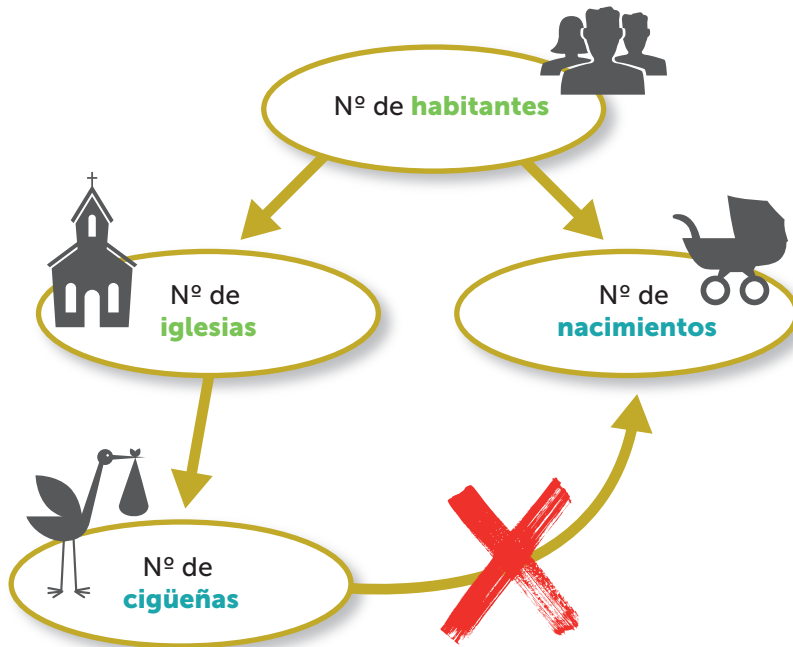 Nº de habitantes
Nº de
iglesias
Nº de
nacimientos
Nº de
cigüeñas